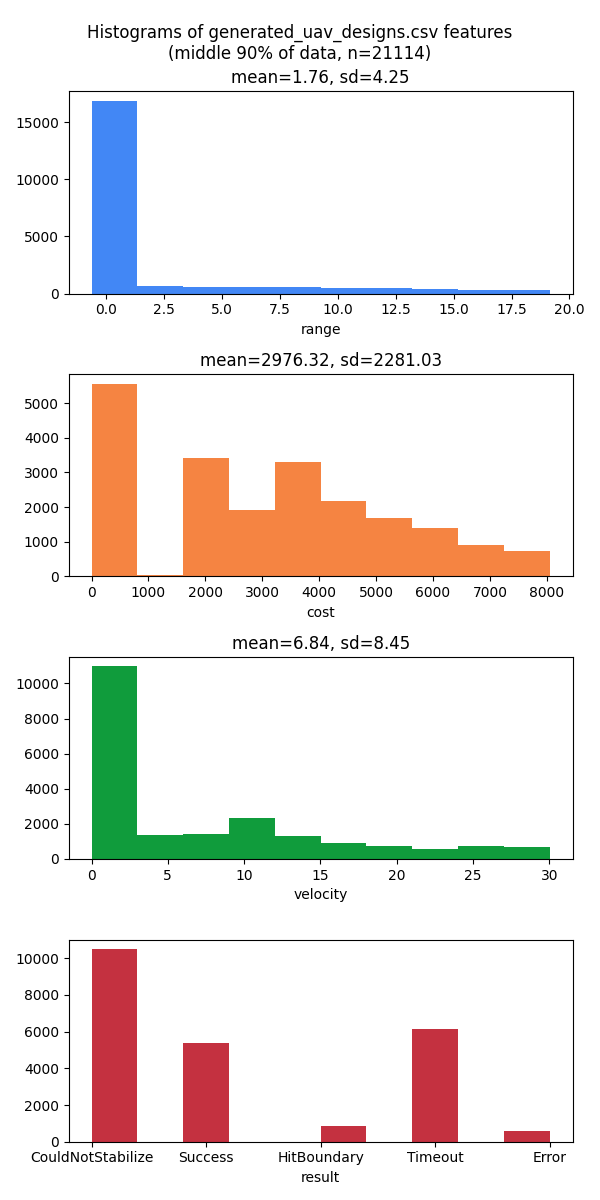 Histograms of generated_uav_designs.csv features
(middle 90% of data, n=21114)
mean=1.76, sd=4.25
15000
10000
5000
0
0.0 2.5 5.0 7.5 10.0 12.5 15.0 17.5 20.0
range
mean=2976.32, sd=2281.03
5000
4000
3000
2000
1000
0
0 1000 2000 3000 4000 5000 6000 7000 8000
cost
mean=6.84, sd=8.45
10000
8000
6000
4000
2000
0
0 5 10 15 20 25 30
velocity
10000
8000
6000
4000
2000
0
CouldNotStabilize Success HitBoundary Timeout Error
result